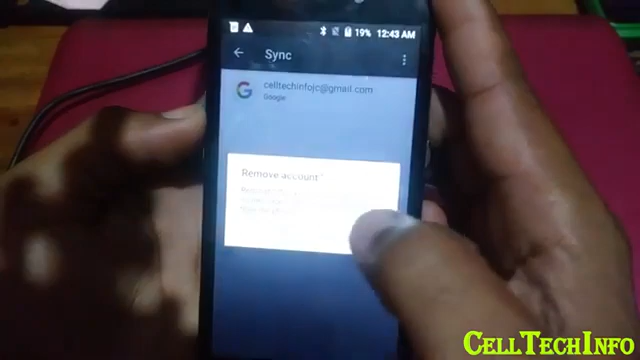 19% 12:43 AM
Sync
celltechinfojc@gmail.com
Google
Remove account?
CellTechInfo